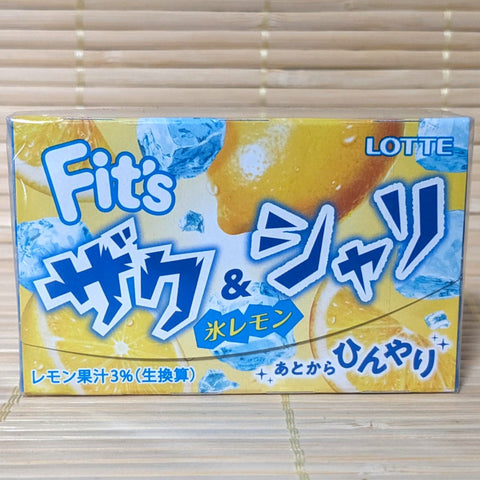 Fit's
LOTTE
ザク&シャリ
氷レモン
レモン果汁3%(生換算)
あとからひんやり